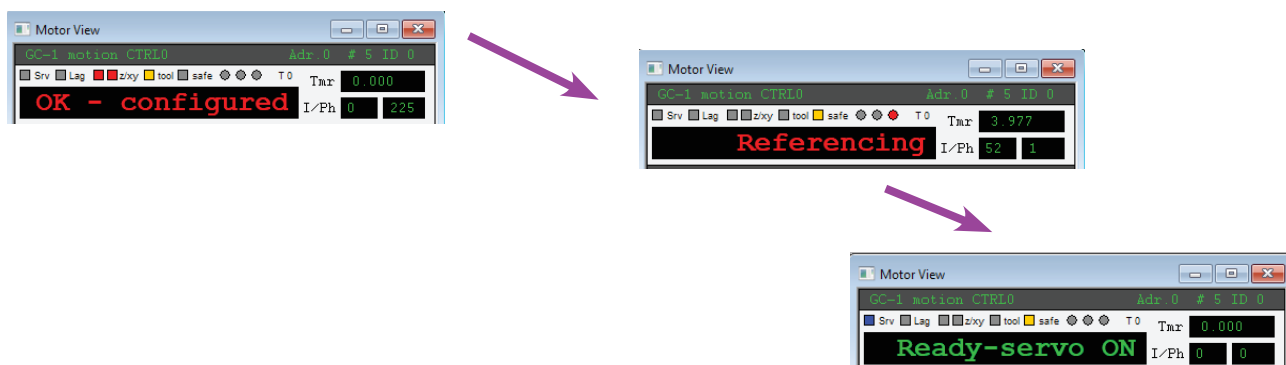 Motor View
GC-1 motion CTRL0 Adr.0 # 5 ID 0
Srv Lag z/xy tool safe T 0 Tmr 0.000
OK - configured I/Ph 0 225
Motor View
GC-1 motion CTRL0 Adr.0 # 5 ID 0
Srv Lag z/xy tool safe T 0 Tmr 3.977
Referencing I/Ph 52 1
Motor View
GC-1 motion CTRL0 Adr.0 # 5 ID 0
Srv Lag z/xy tool safe T 0 Tmr 0.000
Ready-servo ON I/Ph 0 0